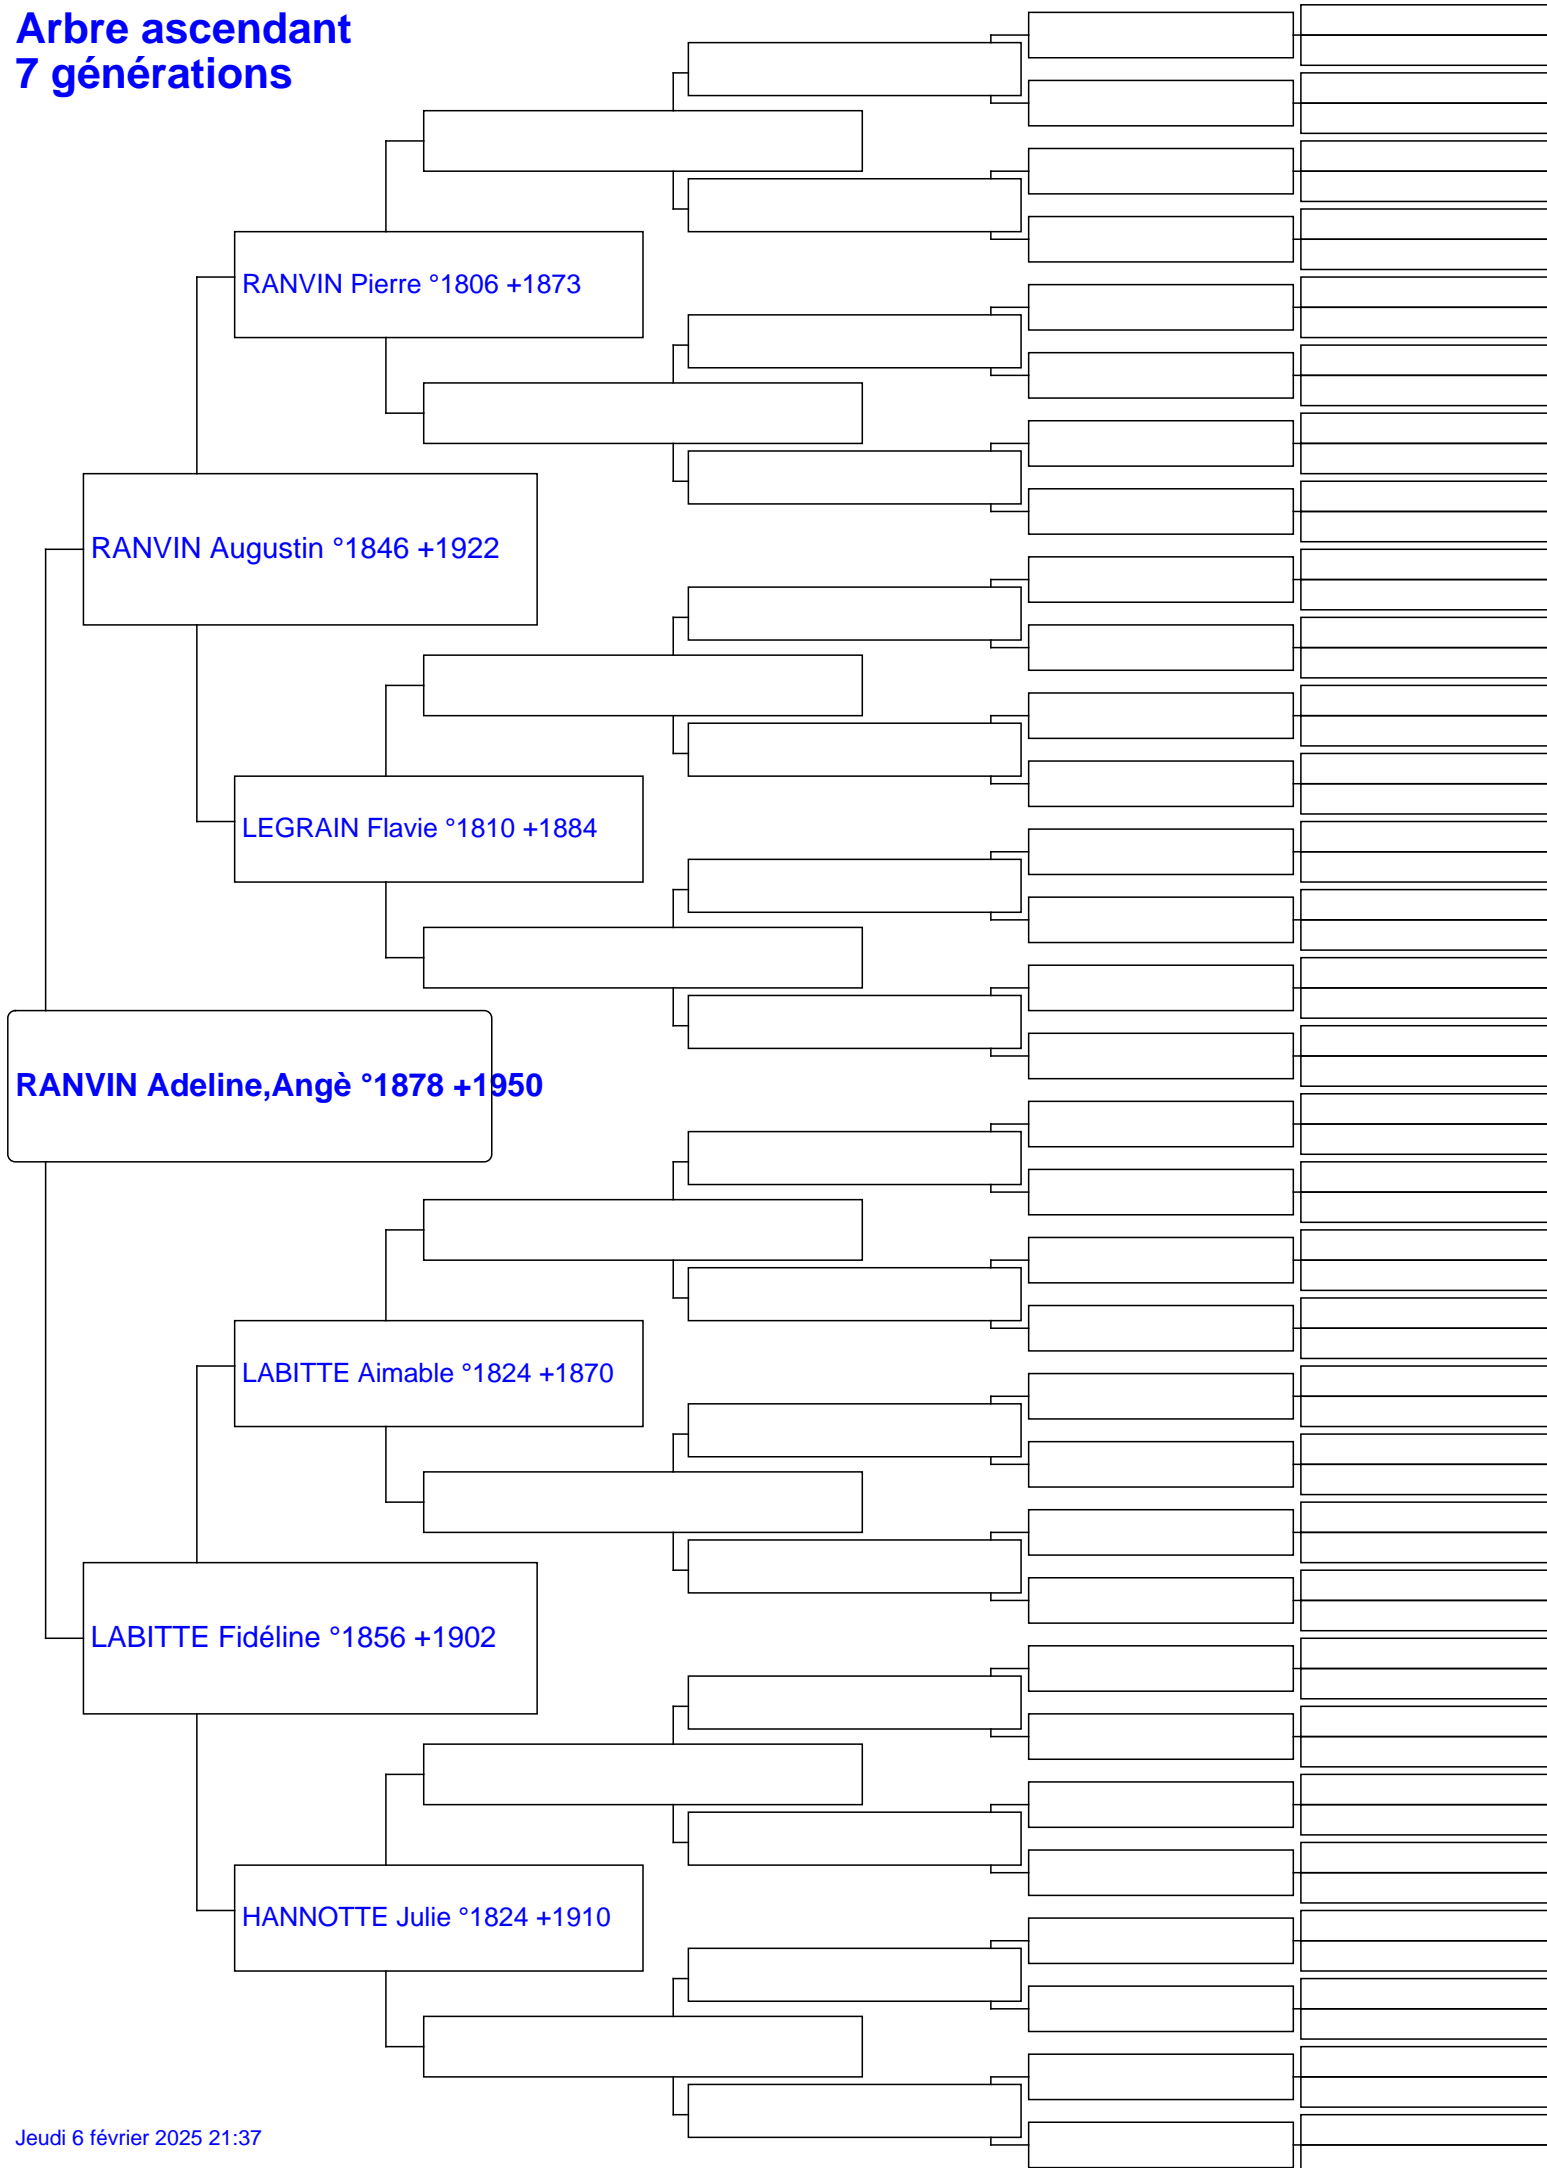 Arbre ascendant
7 générations
RANVIN Pierre °1806 +1873
RANVIN Augustin °1846 +1922
LEGRAIN Flavie °1810 +1884
RANVIN Adeline,Angè °1878 +1950
LABITTE Aimable °1824 +1870
LABITTE Fidéline °1856 +1902
HANNOTTE Julie °1824 +1910
Jeudi 6 février 2025 21:37